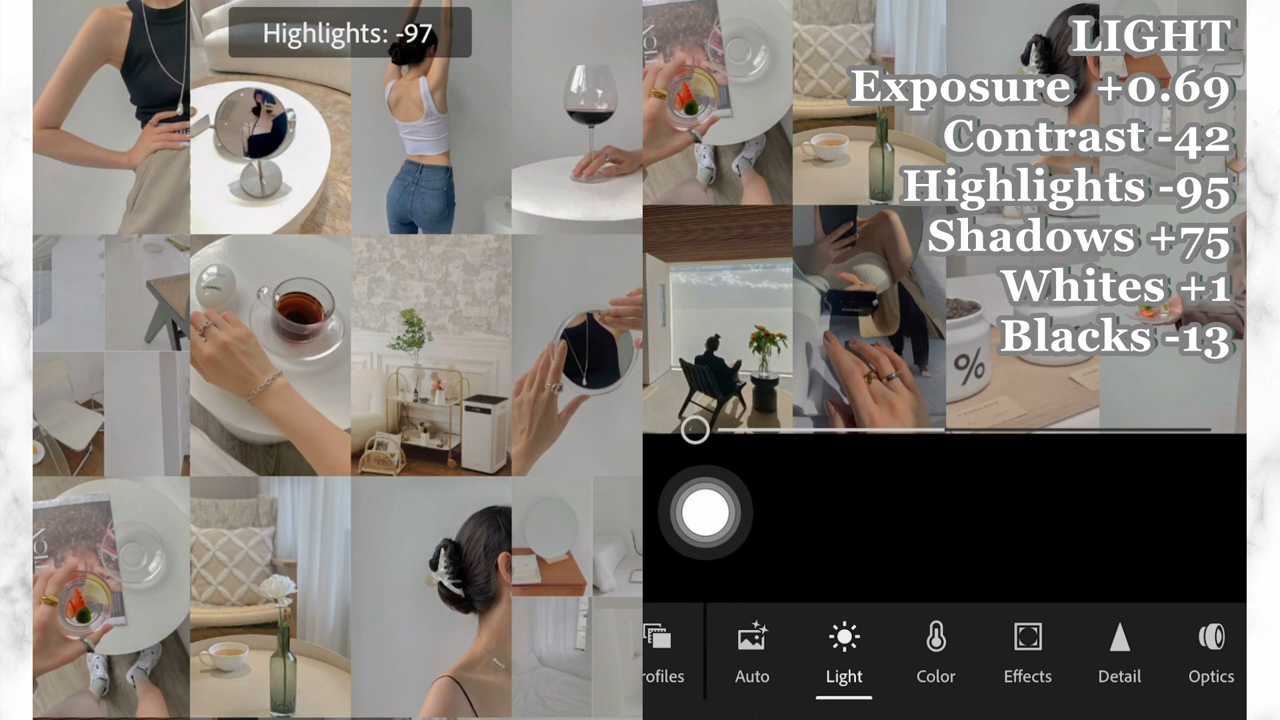 Highlights: -97
LIGHT
Exposure +0.69
Contrast -42
Highlights -95
Shadows +75
Whites +1
Blacks -13
CHANEL
%
rofiles
Auto
Light
Color
Effects
Detail
Optics